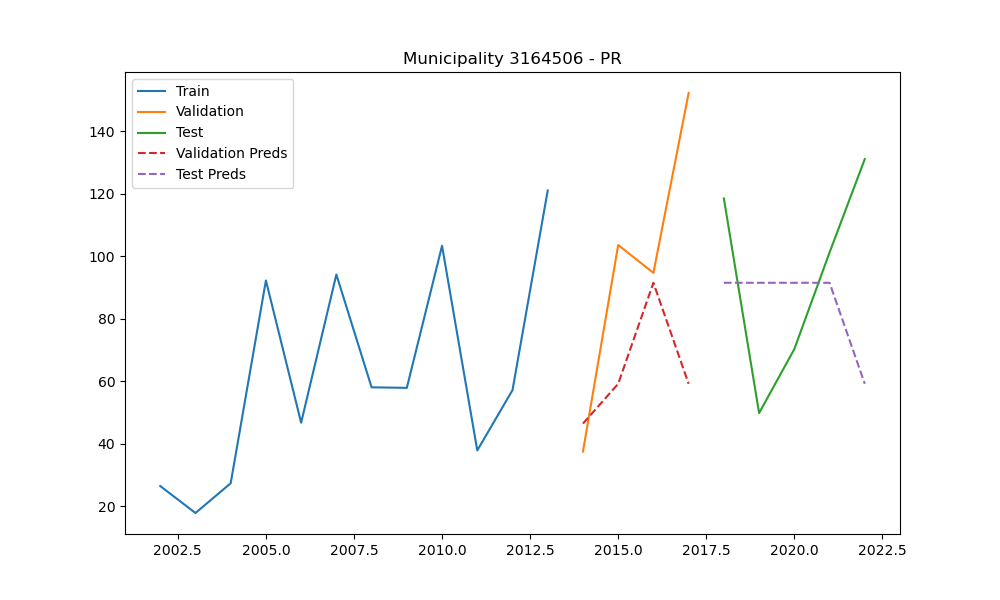 Municipality 3164506 - PR
Train
Validation
Test
Validation Preds
Test Preds
140
120
100
80
60
40
20
2002.5 2005.0 2007.5 2010.0 2012.5 2015.0 2017.5 2020.0 2022.5